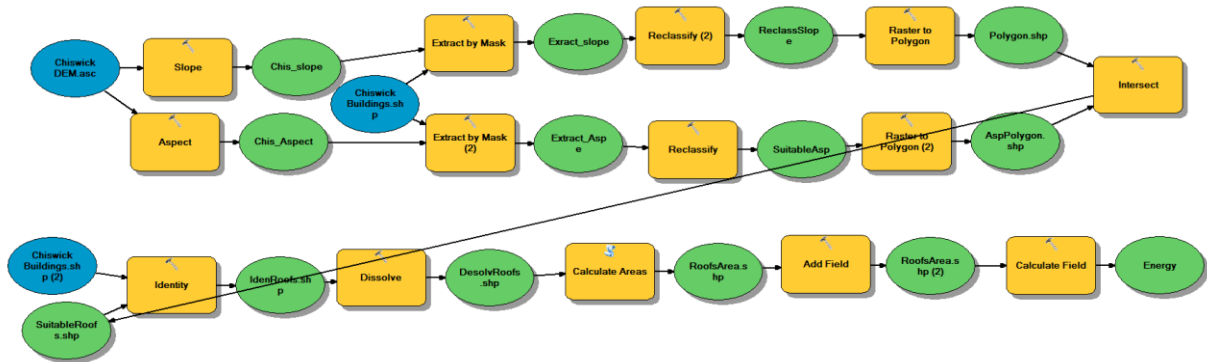 Chiswick
DEM.asc
Slope
Chis_slope
Extract by Mask
Exract_slope
Reclassify (2)
ReclassSlop
e
Raster to
Polygon
Polygon.shp
Intersect
Chiswick
Buildings.sh
p
Aspect
Chis_Aspect
Extract by Mask
(2)
Extract_Asp
e
Reclassify
SuitableAsp
Raster to
Polygon (2)
AspPolygon.
shp
Chiswick
Buildings.sh
p (2)
Identity
IdenRoofs.sh
p
Dissolve
DesolvRoofs
.shp
Calculate Areas
RoofsArea.s
hp
Add Field
RoofsArea.s
hp (2)
Calculate Field
Energy
SuitableRoof
s.shp